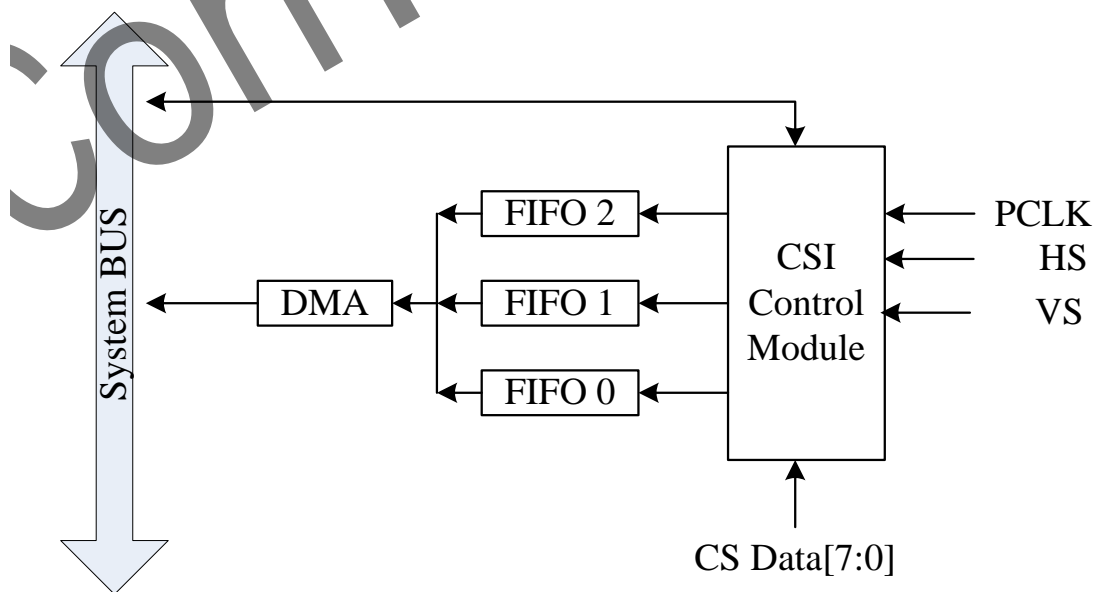 Com
System BUS
FIFO 2
FIFO 1
FIFO 0
DMA
CSI
Control
Module
PCLK
HS
VS
CS Data[7:0]